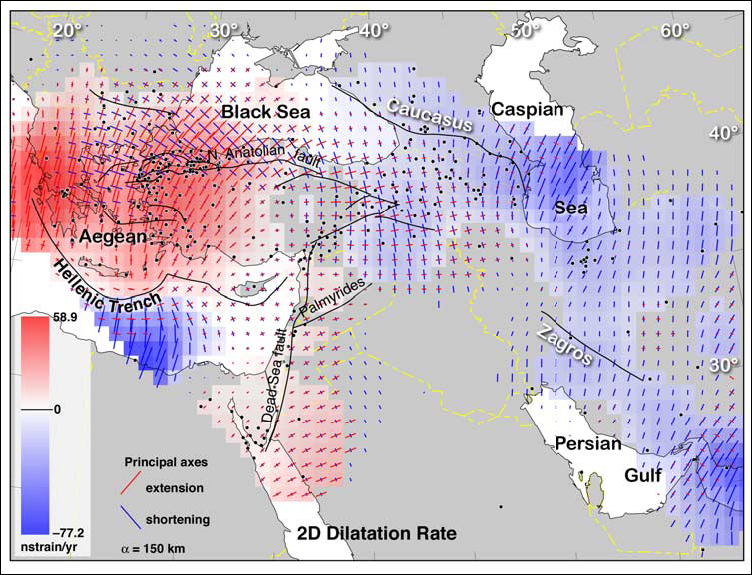 20° 30° 40° 50° 60°
Black Sea
Caucasus
Caspian
Sea
40°
N. Anatolian fault
Aegean
Hellenic Trench
Palmyrides
Dead Sea fault
Zagros
30°
58.9
0
−77.2
nstrain/yr
Principal axes
extension
shortening
α = 150 km
Persian
Gulf
2D Dilatation Rate